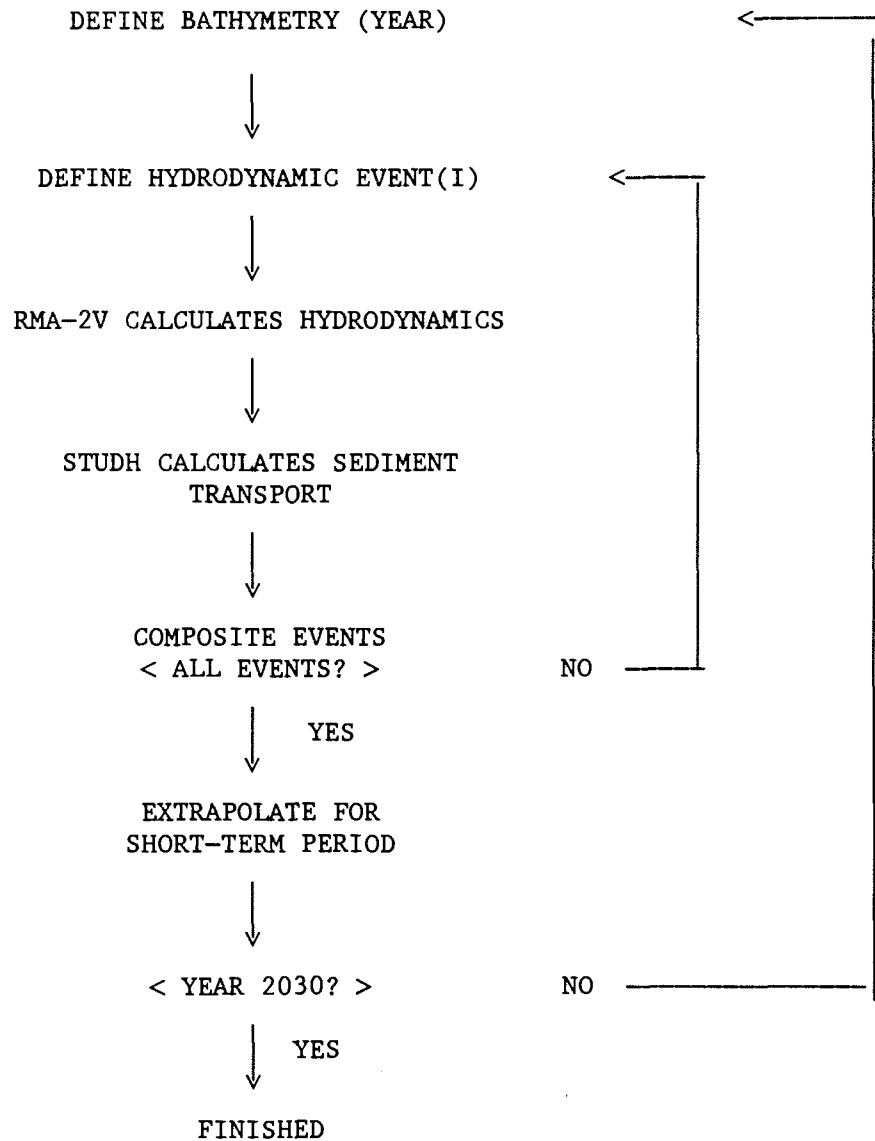 DEFINE BATHYMETRY (YEAR)
DEFINE HYDRODYNAMIC EVENT(I)
RMA-2V CALCULATES HYDRODYNAMICS
STUDH CALCULATES SEDIMENT
TRANSPORT
COMPOSITE EVENTS
< ALL EVENTS? > NO
YES
EXTRAPOLATE FOR
SHORT-TERM PERIOD
< YEAR 2030? > NO
YES
FINISHED